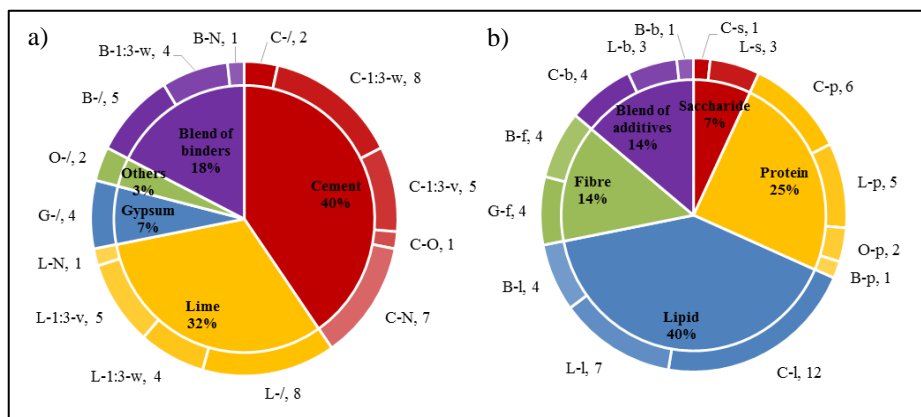 a)
B-N, 1
C-/, 2
B-1:3-w, 4
C-1:3-w, 8
B-/, 5
Blend of
binders
18%
O-/, 2
Others
3%
Cement
40%
C-1:3-v, 5
G-/, 4
Gypsum
7%
C-O, 1
L-N, 1
Lime
32%
C-N, 7
L-1:3-v, 5
L-1:3-w, 4
L-/, 8
b)
B-b, 1
C-s, 1
L-b, 3
L-s, 3
C-b, 4
C-p, 6
Saccharide
7%
Blend of
additives
14%
B-f, 4
Protein
25%
Fibre
14%
L-p, 5
G-f, 4
O-p, 2
B-p, 1
B-l, 4
Lipid
40%
L-l, 7
C-l, 12